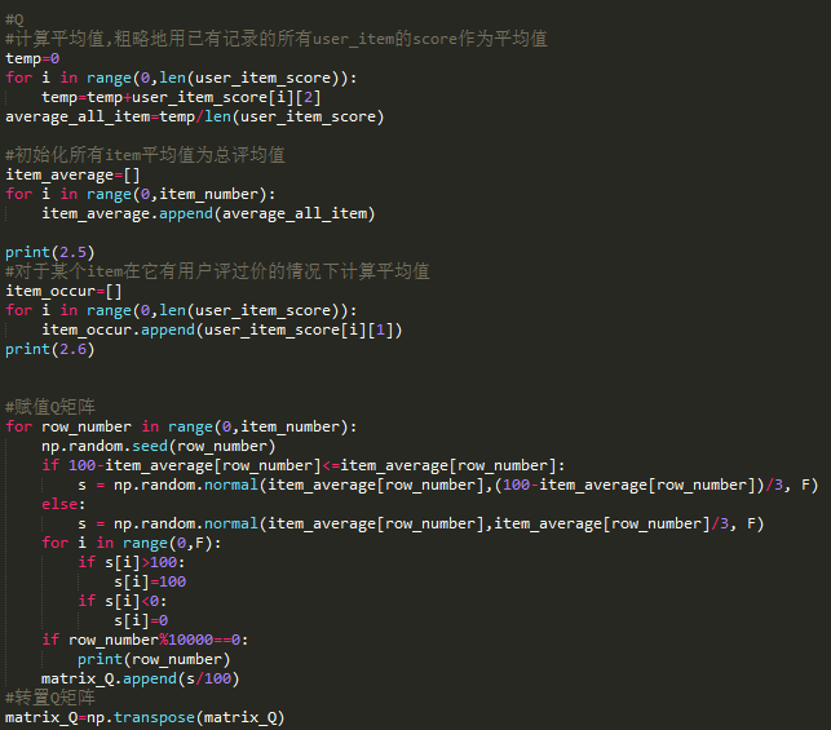 #Q
#计算平均值,粗略地用已有记录的所有user_item的score作为平均值
temp=0
for i in range(0,len(user_item_score)):
    temp=temp+user_item_score[i][2]
average_all_item=temp/len(user_item_score)
#初始化所有item平均值为总评均值
item_average=[]
for i in range(0,item_number):
    item_average.append(average_all_item)
print(2.5)
#对于某个item在它有用户评过价的情况下计算平均值
item_occur=[]
for i in range(0,len(user_item_score)):
    item_occur.append(user_item_score[i][1])
print(2.6)
#赋值Q矩阵
for row_number in range(0,item_number):
    np.random.seed(row_number)
    if 100-item_average[row_number]<=item_average[row_number]:
        s = np.random.normal(item_average[row_number],(100-item_average[row_number])/3, F)
    else:
        s = np.random.normal(item_average[row_number],item_average[row_number]/3, F)
    for i in range(0,F):
        if s[i]>100:
            s[i]=100
        if s[i]<0:
            s[i]=0
    if row_number%10000==0:
        print(row_number)
    matrix_Q.append(s/100)
#转置Q矩阵
matrix_Q=np.transpose(matrix_Q)